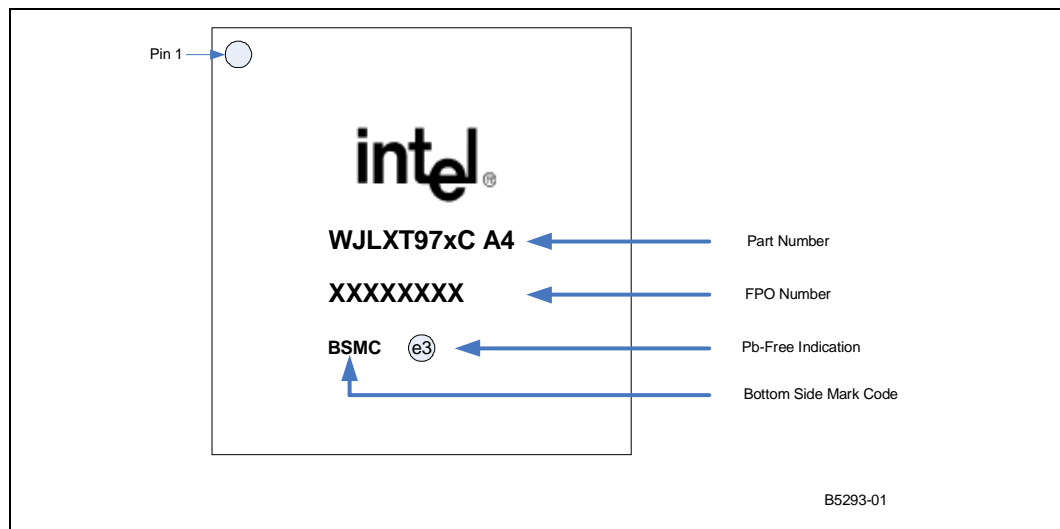 Pin 1
intel®
WJLXT97xC A4
Part Number
XXXXXXXX
FPO Number
BSMC e3
Pb-Free Indication
Bottom Side Mark Code
B5293-01